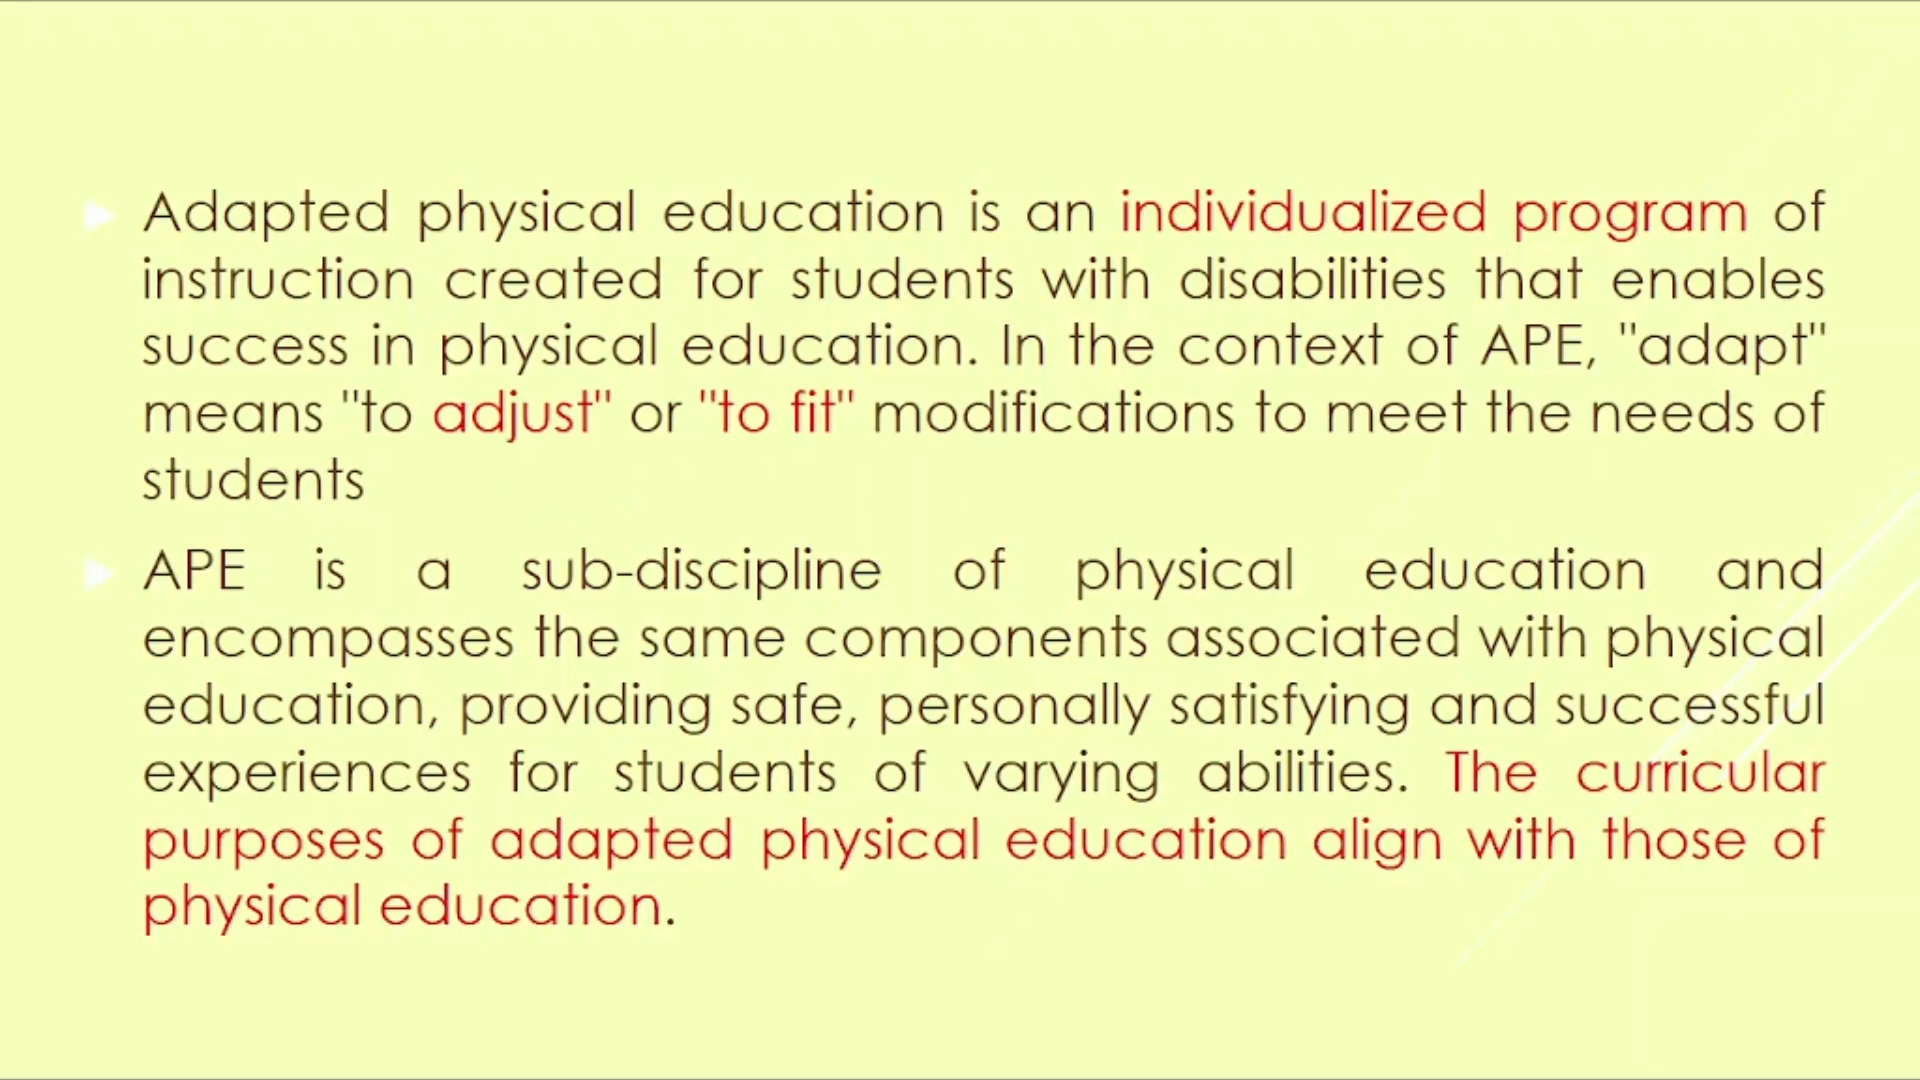 Adapted physical education is an individualized program of
instruction created for students with disabilities that enables
success in physical education. In the context of APE, "adapt"
means "to adjust" or "to fit" modifications to meet the needs of
students
APE is a sub-discipline of physical education and
encompasses the same components associated with physical
education, providing safe, personally satisfying and successful
experiences for students of varying abilities. The curricular
purposes of adapted physical education align with those of
physical education.